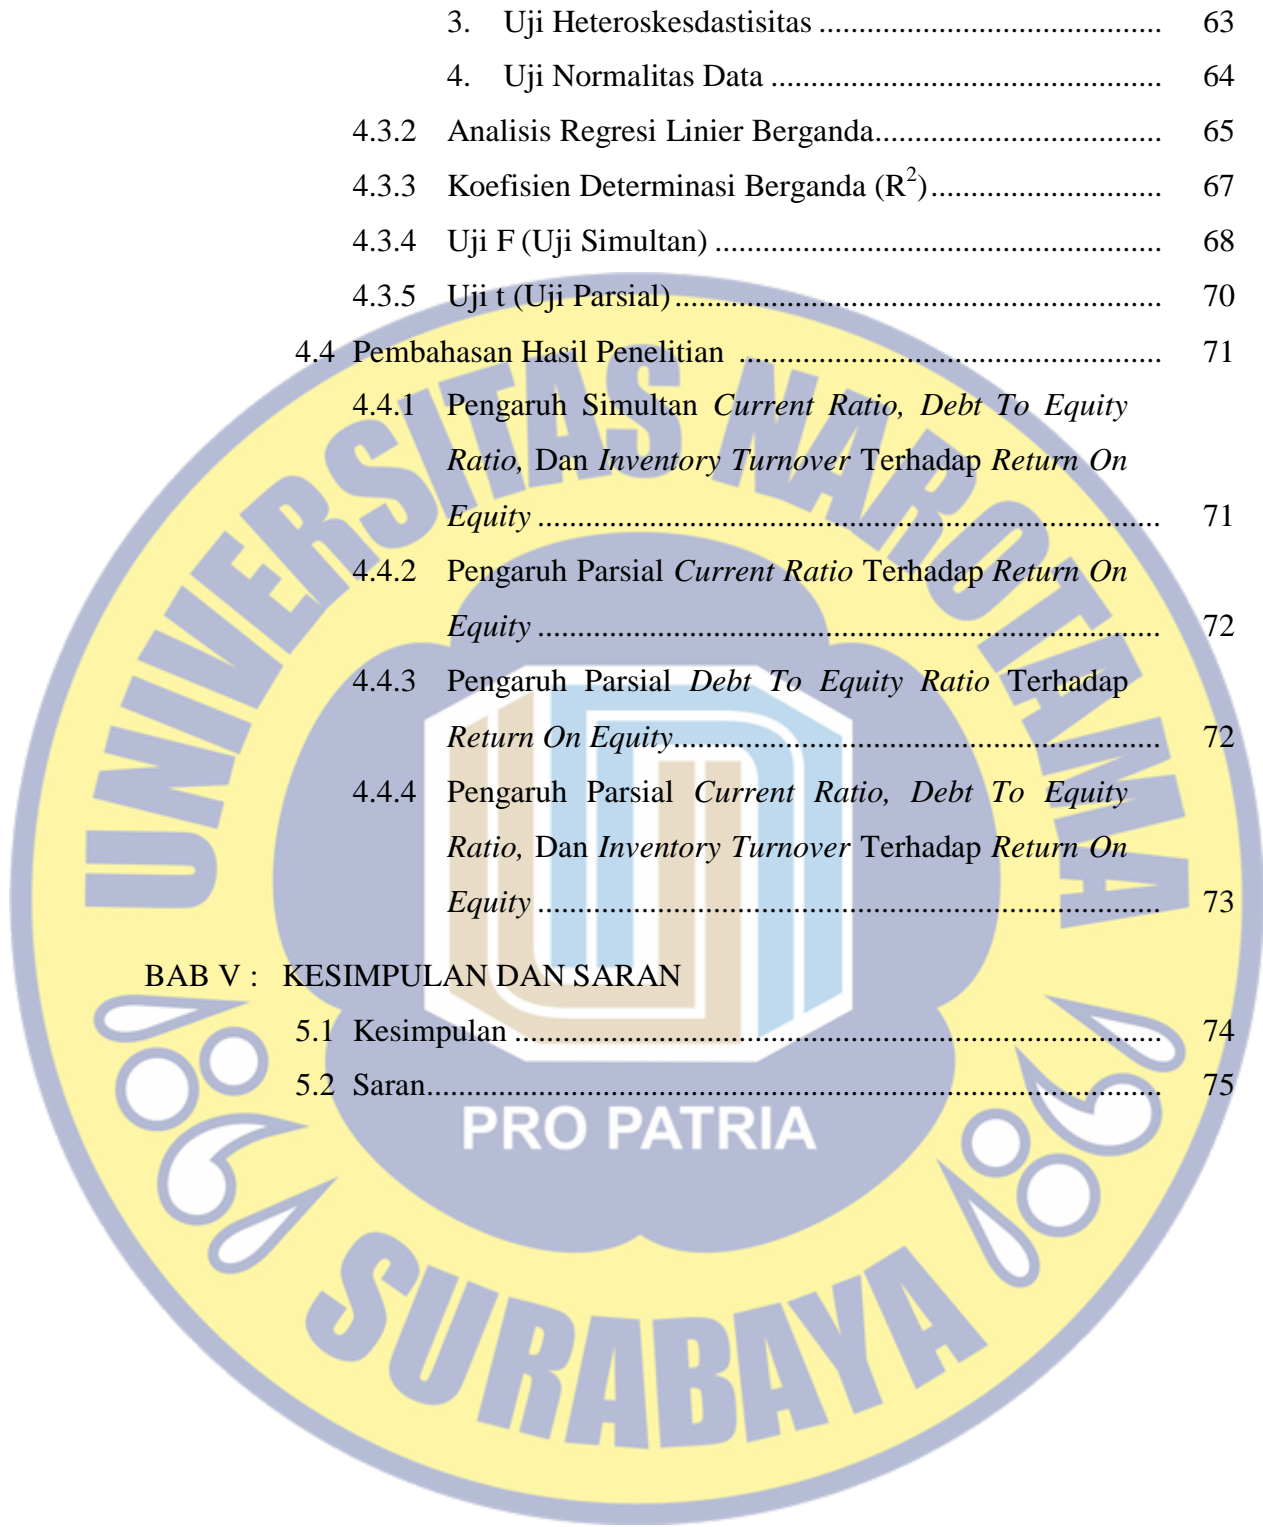 3. Uji Heteroskesdastisitas ........................................... 63
4. Uji Normalitas Data ................................................. 64
4.3.2 Analisis Regresi Linier Berganda.................................... 65
4.3.3 Koefisien Determinasi Berganda (R²)............................. 67
4.3.4 Uji F (Uji Simultan) ........................................................ 68
4.3.5 Uji t (Uji Parsial)............................................................. 70
4.4 Pembahasan Hasil Penelitian ..................................................... 71
4.4.1 Pengaruh Simultan Current Ratio, Debt To Equity
Ratio, Dan Inventory Turnover Terhadap Return On
Equity .............................................................................. 71
4.4.2 Pengaruh Parsial Current Ratio Terhadap Return On
Equity .............................................................................. 72
4.4.3 Pengaruh Parsial Debt To Equity Ratio Terhadap
Return On Equity............................................................. 72
4.4.4 Pengaruh Parsial Current Ratio, Debt To Equity
Ratio, Dan Inventory Turnover Terhadap Return On
Equity .............................................................................. 73
BAB V : KESIMPULAN DAN SARAN
5.1 Kesimpulan ................................................................................. 74
5.2 Saran............................................................................................ 75
UNIVERSITAS NAROTAMA
PRO PATRIA
SURABAYA